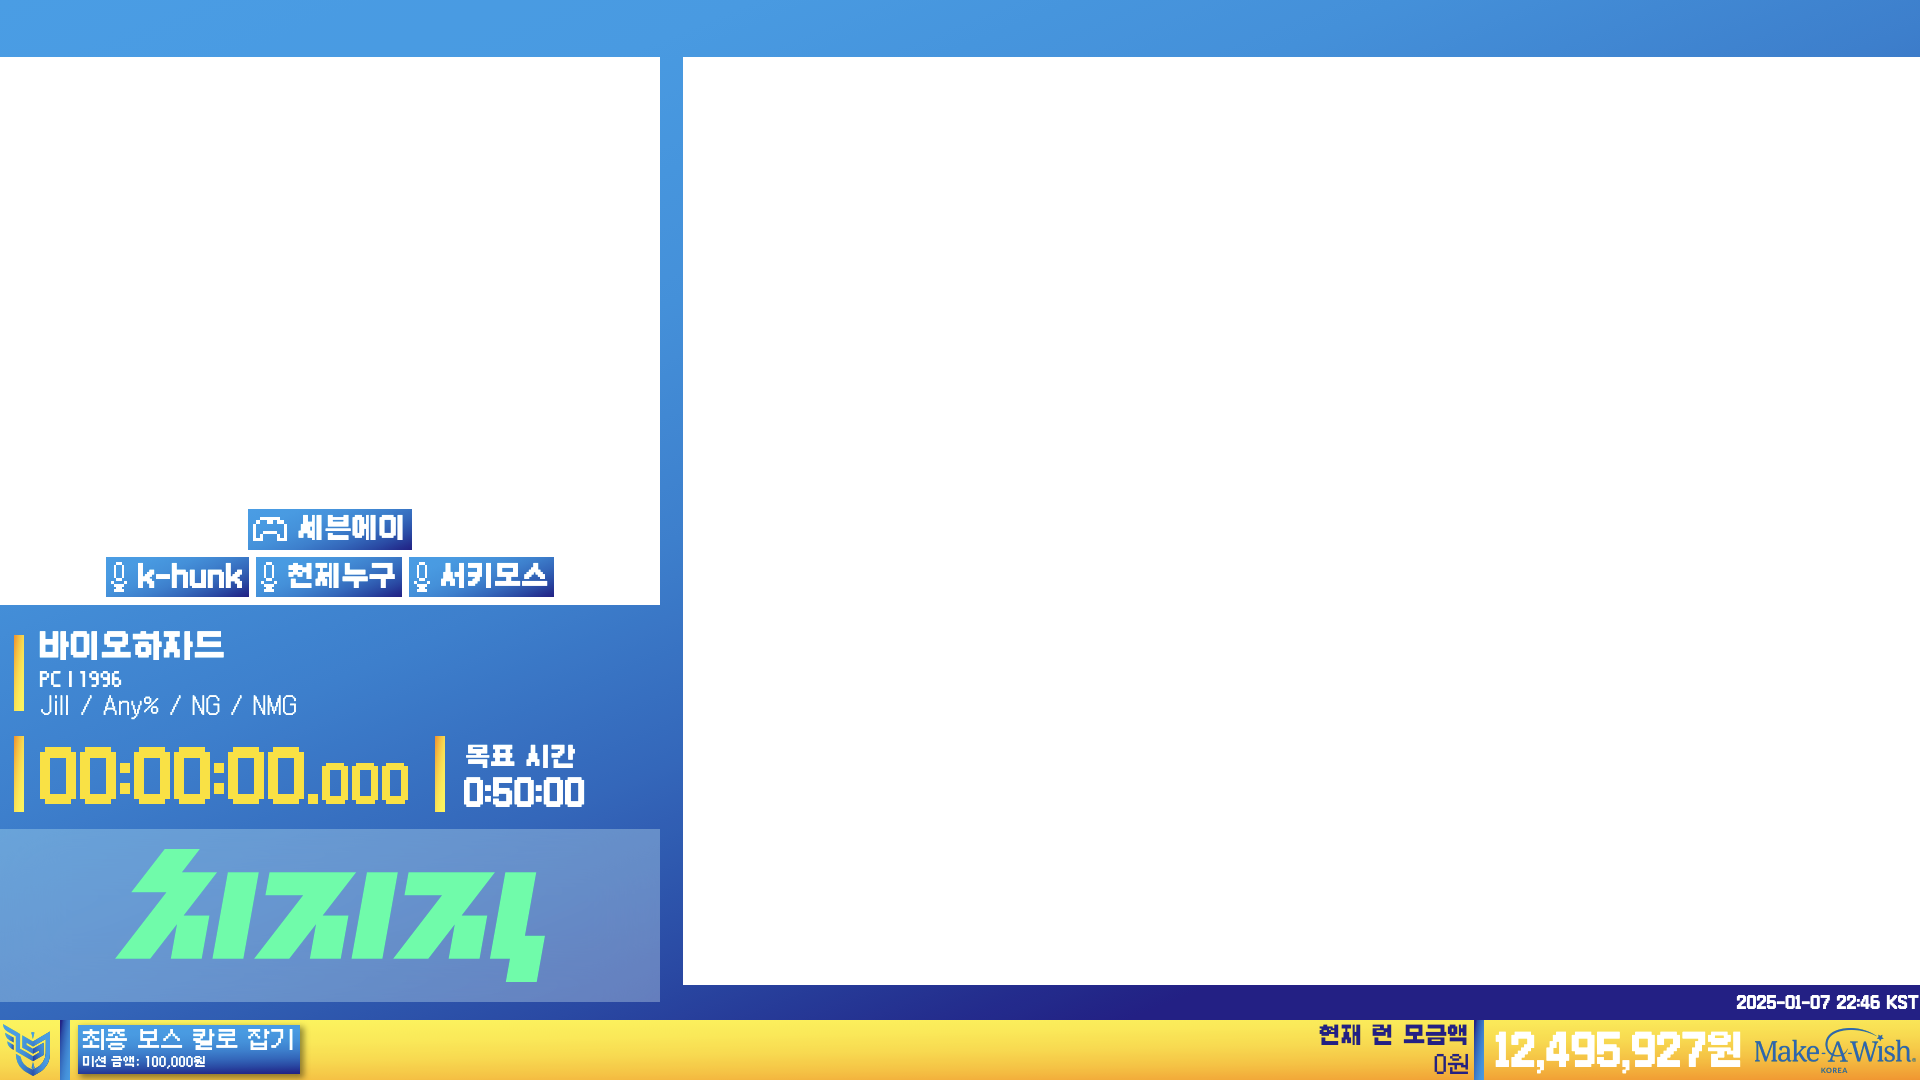 세븐에이
k-hunk 천제누구 서키모스
바이오하자드
PC | 1996
Jill / Any% / NG / NMG
00:00:00.000
목표 시간
0:50:00
치지직
2025-01-07 22:46 KST
최종 보스 칼로 잡기
미션 금액: 100,000원
현재 런 모금액
0원
12,495,927원
Make-A-Wish.
KOREA